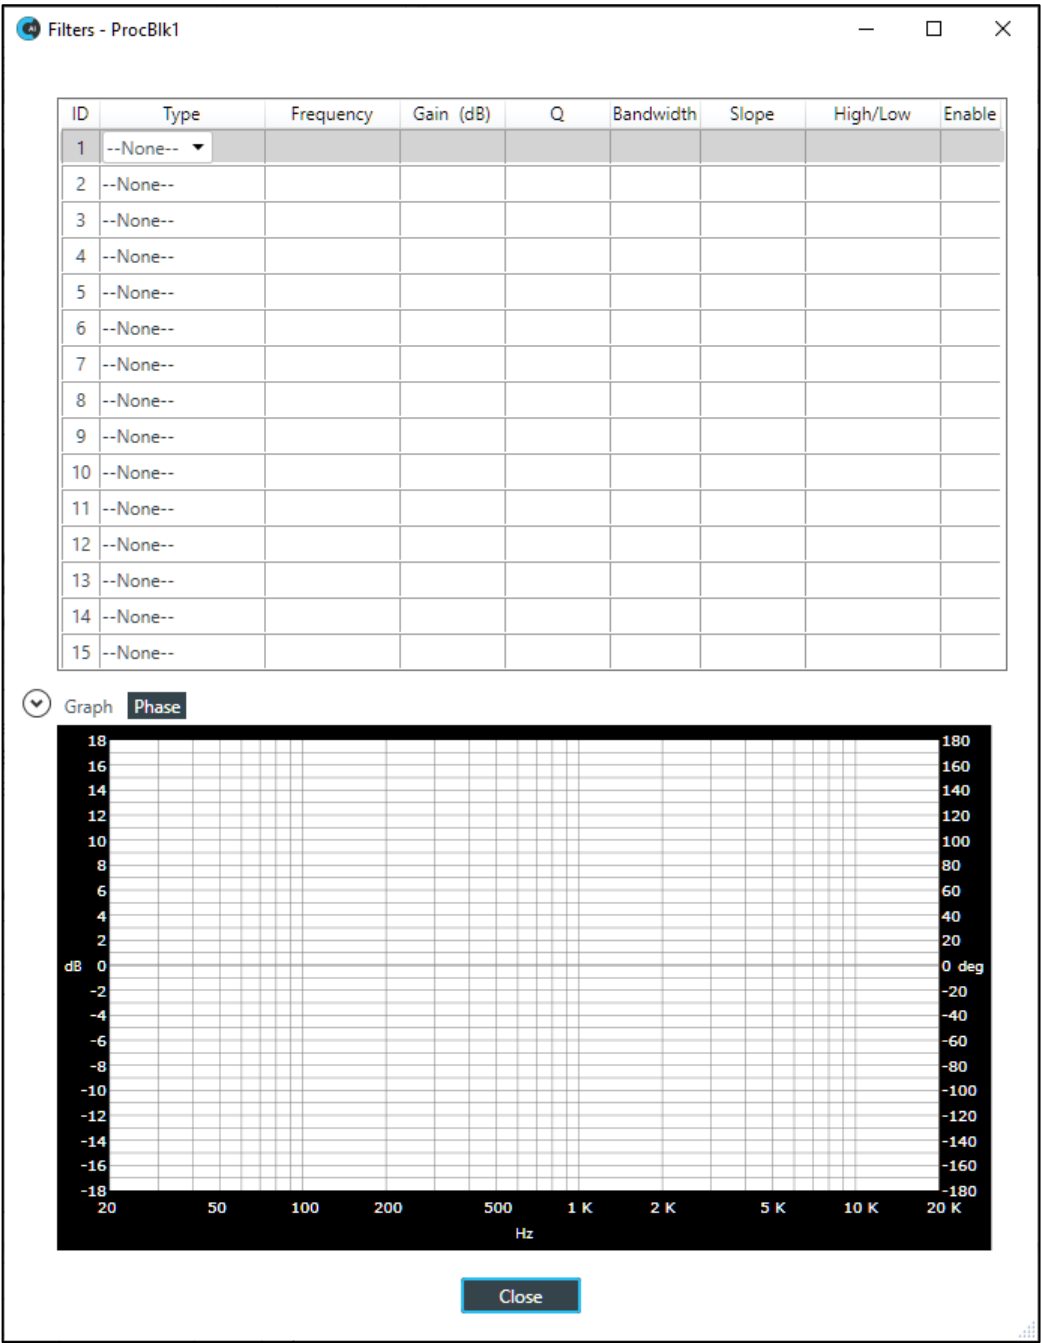 Filters - ProcBlk1
ID Type Frequency Gain (dB) Q Bandwidth Slope High/Low Enable
1 --None--
2 --None--
3 --None--
4 --None--
5 --None--
6 --None--
7 --None--
8 --None--
9 --None--
10 --None--
11 --None--
12 --None--
13 --None--
14 --None--
15 --None--
Graph Phase
18 180
16 160
14 140
12 120
10 100
8 80
6 60
4 40
2 20
dB 0 0 deg
-2 -20
-4 -40
-6 -60
-8 -80
-10 -100
-12 -120
-14 -140
-16 -160
-18 -180
20 50 100 200 500 1 K 2 K 5 K 10 K 20 K
Hz
Close